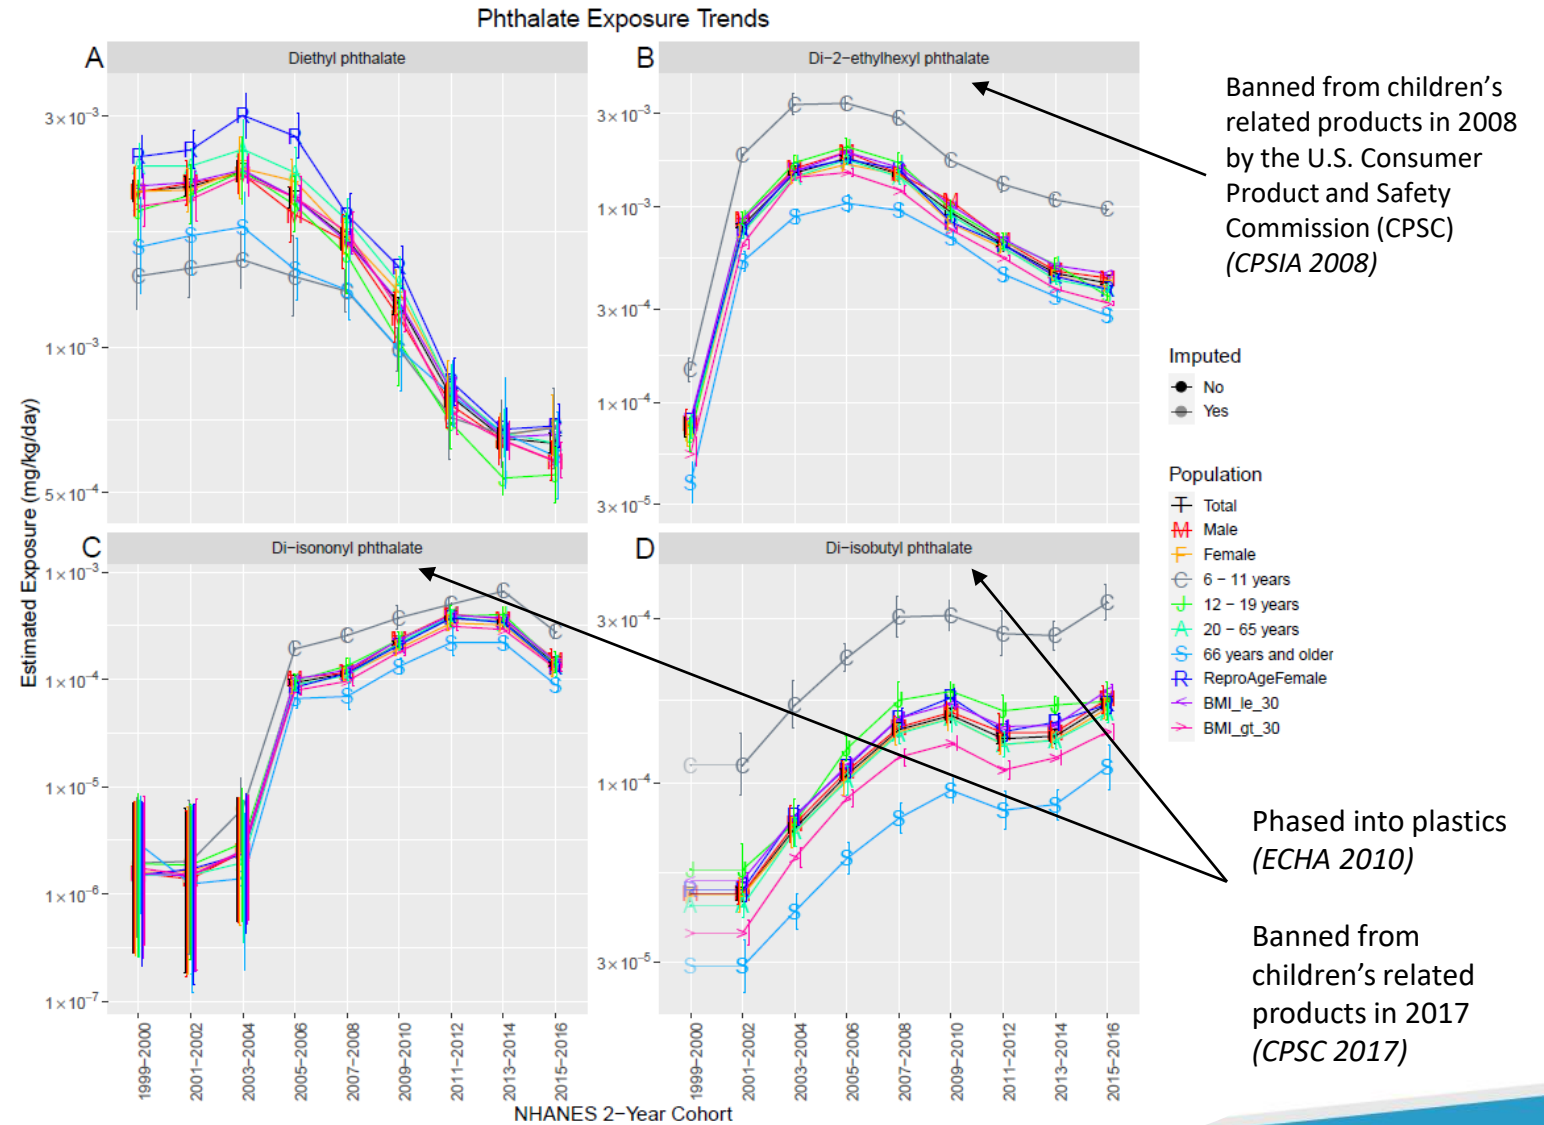 Phthalate Exposure Trends
A
Diethyl phthalate
3×10⁻³
1×10⁻³
5×10⁻⁴
B
Di−2−ethylhexyl phthalate
3×10⁻³
1×10⁻³
3×10⁻⁴
1×10⁻⁴
3×10⁻⁵
C
Di−isononyl phthalate
1×10⁻³
1×10⁻⁴
1×10⁻⁵
1×10⁻⁶
1×10⁻⁷
D
Di−isobutyl phthalate
3×10⁻⁴
1×10⁻⁴
3×10⁻⁵
Estimated Exposure (mg/kg/day)
1999−2000
2001−2002
2003−2004
2005−2006
2007−2008
2009−2010
2011−2012
2013−2014
2015−2016
1999−2000
2001−2002
2003−2004
2005−2006
2007−2008
2009−2010
2011−2012
2013−2014
2015−2016
NHANES 2−Year Cohort
Banned from children’s
related products in 2008
by the U.S. Consumer
Product and Safety
Commission (CPSC)
(CPSIA 2008)
Imputed
No
Yes
Population
T Total
M Male
F Female
C 6 − 11 years
J 12 − 19 years
A 20 − 65 years
S 66 years and older
R ReproAgeFemale
< BMI_le_30
> BMI_gt_30
Phased into plastics
(ECHA 2010)
Banned from
children’s related
products in 2017
(CPSC 2017)